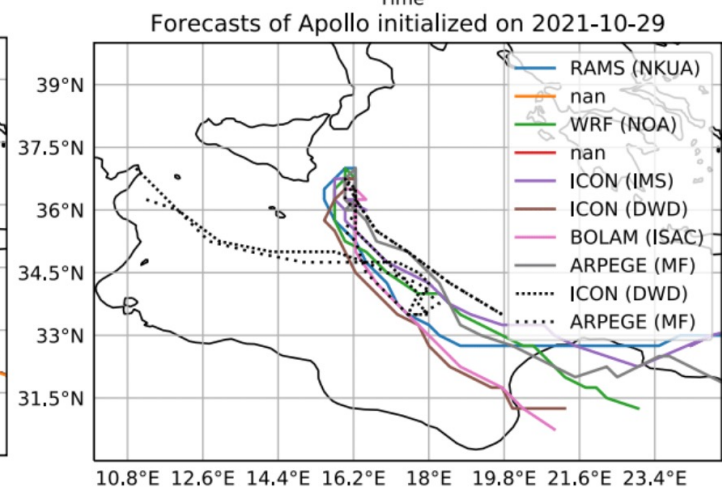 Time
Forecasts of Apollo initialized on 2021-10-29
39°N
37.5°N
36°N
34.5°N
33°N
31.5°N
RAMS (NKUA)
nan
WRF (NOA)
nan
ICON (IMS)
ICON (DWD)
BOLAM (ISAC)
ARPEGE (MF)
ICON (DWD)
ARPEGE (MF)
10.8°E 12.6°E 14.4°E 16.2°E 18°E 19.8°E 21.6°E 23.4°E